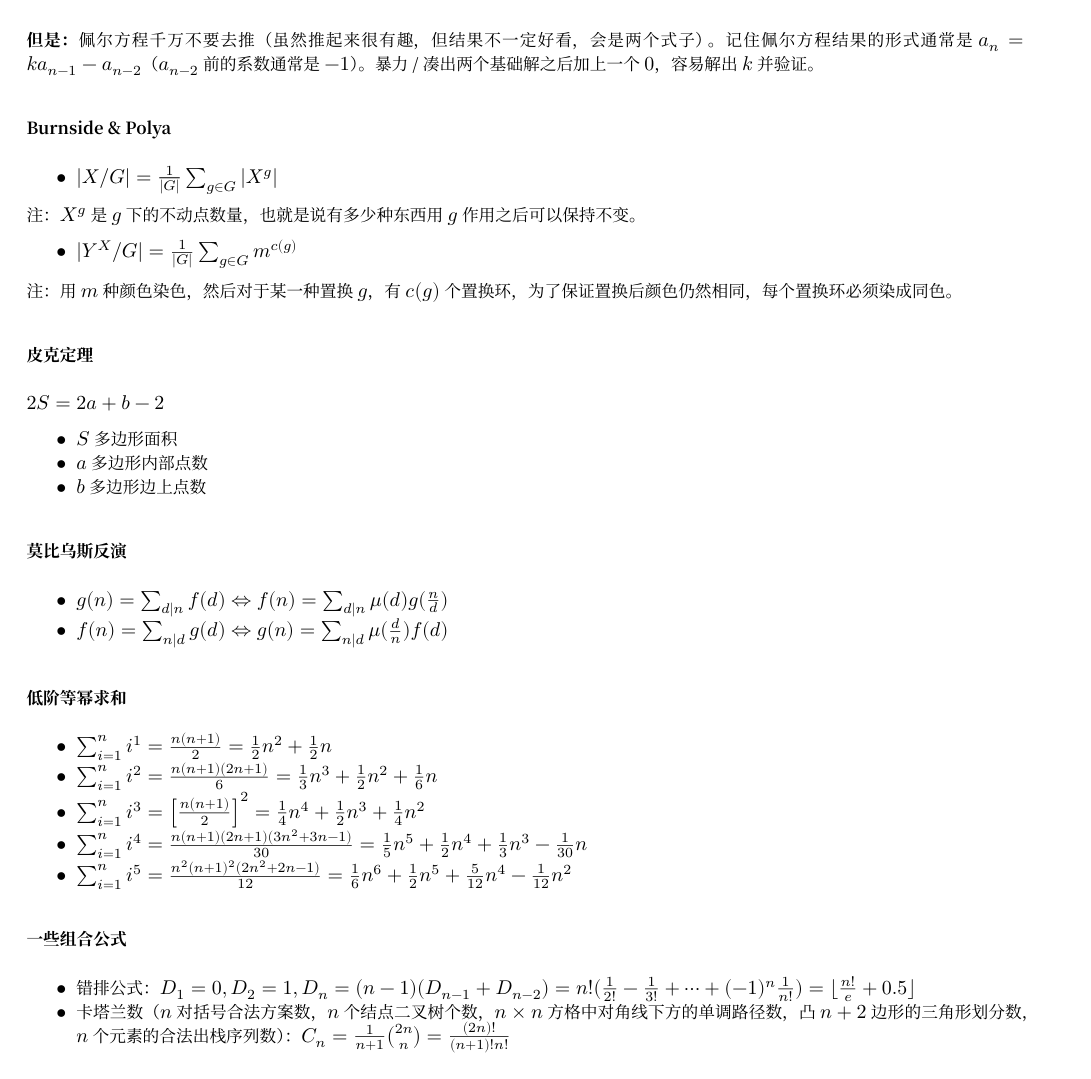 但是：佩尔方程千万不要去推（虽然推起来很有趣，但结果不一定好看，会是两个式子）。记住佩尔方程结果的形式通常是 $a_n =$
$ka_{n-1} - a_{n-2}$（$a_{n-2}$ 前的系数通常是 $-1$）。暴力 / 凑出两个基础解之后加上一个 $0$，容易解出 $k$ 并验证。
Burnside & Polya
• $|X/G| = \frac{1}{|G|} \sum_{g \in G} |X^g|$
注：$X^g$ 是 $g$ 下的不动点数量，也就是说有多少种东西用 $g$ 作用之后可以保持不变。
• $|Y^X/G| = \frac{1}{|G|} \sum_{g \in G} m^{c(g)}$
注：用 $m$ 种颜色染色，然后对于某一种置换 $g$，有 $c(g)$ 个置换环，为了保证置换后颜色仍然相同，每个置换环必须染成同色。
皮克定理
$2S = 2a + b - 2$
• $S$ 多边形面积
• $a$ 多边形内部点数
• $b$ 多边形边上点数
莫比乌斯反演
• $g(n) = \sum_{d|n} f(d) \Leftrightarrow f(n) = \sum_{d|n} \mu(d) g(\frac{n}{d})$
• $f(n) = \sum_{n|d} g(d) \Leftrightarrow g(n) = \sum_{n|d} \mu(\frac{d}{n}) f(d)$
低阶等幂求和
• $\sum_{i=1}^{n} i^1 = \frac{n(n+1)}{2} = \frac{1}{2}n^2 + \frac{1}{2}n$
• $\sum_{i=1}^{n} i^2 = \frac{n(n+1)(2n+1)}{6} = \frac{1}{3}n^3 + \frac{1}{2}n^2 + \frac{1}{6}n$
• $\sum_{i=1}^{n} i^3 = \left[\frac{n(n+1)}{2}\right]^2 = \frac{1}{4}n^4 + \frac{1}{2}n^3 + \frac{1}{4}n^2$
• $\sum_{i=1}^{n} i^4 = \frac{n(n+1)(2n+1)(3n^2+3n-1)}{30} = \frac{1}{5}n^5 + \frac{1}{2}n^4 + \frac{1}{3}n^3 - \frac{1}{30}n$
• $\sum_{i=1}^{n} i^5 = \frac{n^2(n+1)^2(2n^2+2n-1)}{12} = \frac{1}{6}n^6 + \frac{1}{2}n^5 + \frac{5}{12}n^4 - \frac{1}{12}n^2$
一些组合公式
• 错排公式：$D_1 = 0, D_2 = 1, D_n = (n-1)(D_{n-1} + D_{n-2}) = n!(\frac{1}{2!} - \frac{1}{3!} + \cdots + (-1)^n \frac{1}{n!}) = \lfloor \frac{n!}{e} + 0.5 \rfloor$
• 卡塔兰数（$n$ 对括号合法方案数，$n$ 个结点二叉树个数，$n \times n$ 方格中对角线下方的单调路径数，凸 $n+2$ 边形的三角形划分数，
$n$ 个元素的合法出栈序列数）：$C_n = \frac{1}{n+1} \binom{2n}{n} = \frac{(2n)!}{(n+1)!n!}$